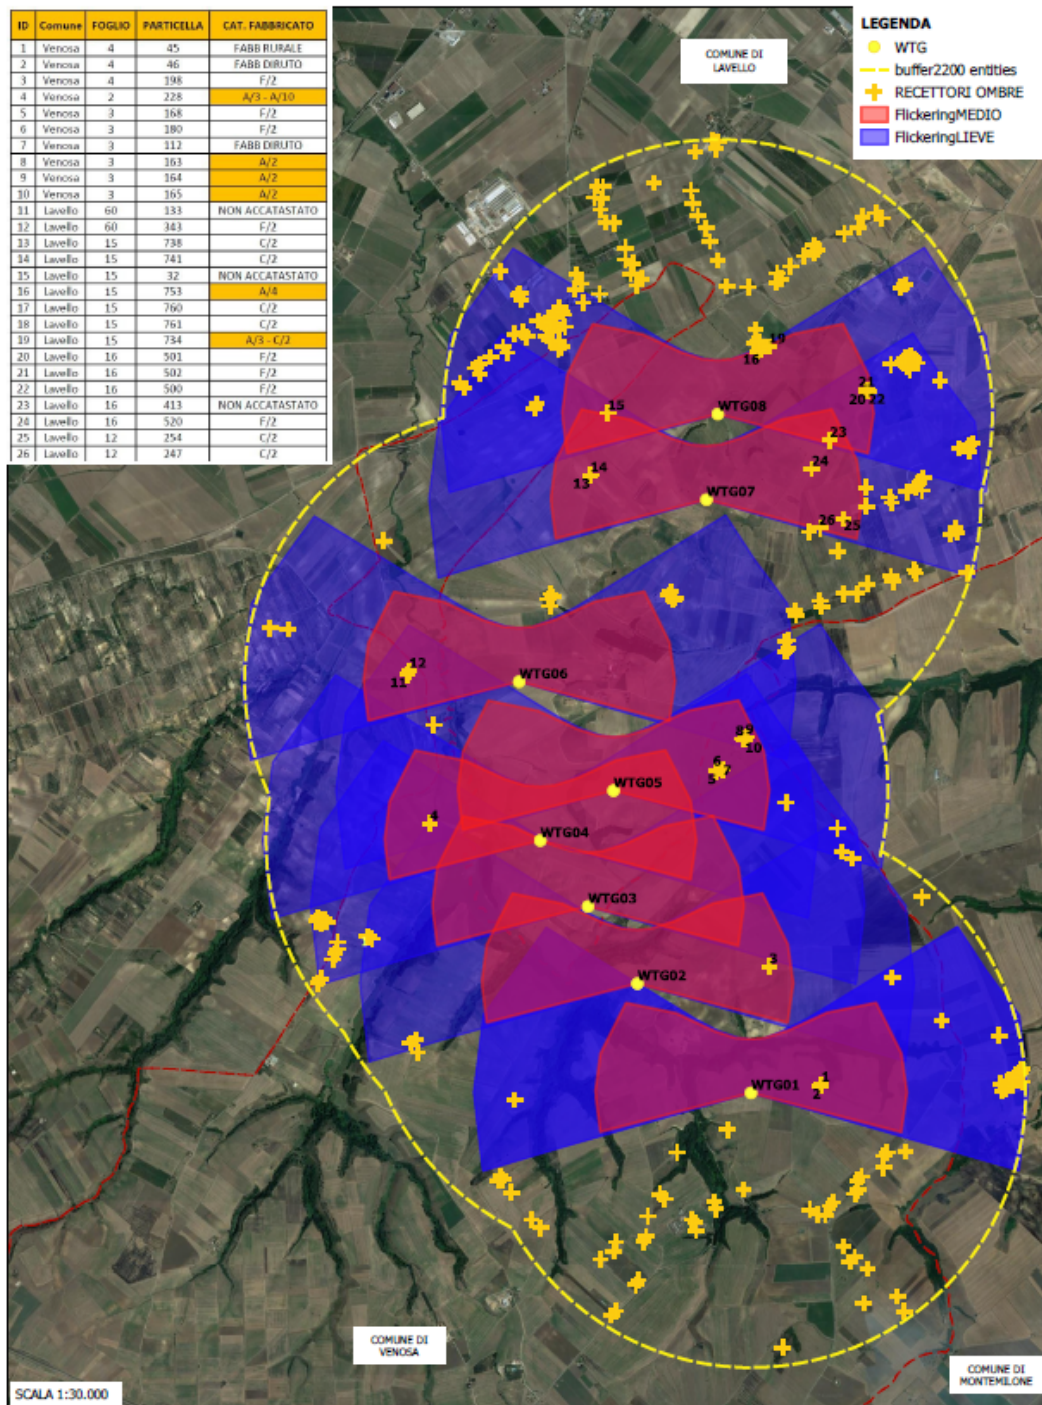 ID Comune FOGLIO PARTICELLA CAT. FABBRICATO
1 Venosa 4 45 FABB RURALE
2 Venosa 4 46 FABB DIRUTO
3 Venosa 4 198 F/2
4 Venosa 2 228 A/3 - A/10
5 Venosa 3 168 F/2
6 Venosa 3 180 F/2
7 Venosa 3 112 FABB DIRUTO
8 Venosa 3 163 A/2
9 Venosa 3 164 A/2
10 Venosa 3 165 A/2
11 Lavello 60 133 NON ACCATASTATO
12 Lavello 60 343 F/2
13 Lavello 15 738 C/2
14 Lavello 15 741 C/2
15 Lavello 15 32 NON ACCATASTATO
16 Lavello 15 753 A/4
17 Lavello 15 760 C/2
18 Lavello 15 761 C/2
19 Lavello 15 734 A/3 - C/2
20 Lavello 16 501 F/2
21 Lavello 16 502 F/2
22 Lavello 16 500 F/2
23 Lavello 16 413 NON ACCATASTATO
24 Lavello 16 520 F/2
25 Lavello 12 254 C/2
26 Lavello 12 247 C/2
COMUNE DI
LAVELLO
LEGENDA
WTG
buffer2200 entities
RECETTORI OMBRE
FlickeringMEDIO
FlickeringLIEVE
19
16
21
20 22
15
WTG08
23
14
13
24
WTG07
26
25
12
11
WTG06
8 9
10
6
5 7
WTG05
4
WTG04
WTG03
3
WTG02
1
2
WTG01
COMUNE DI
VENOSA
COMUNE DI
MONTEMILONE
SCALA 1:30.000